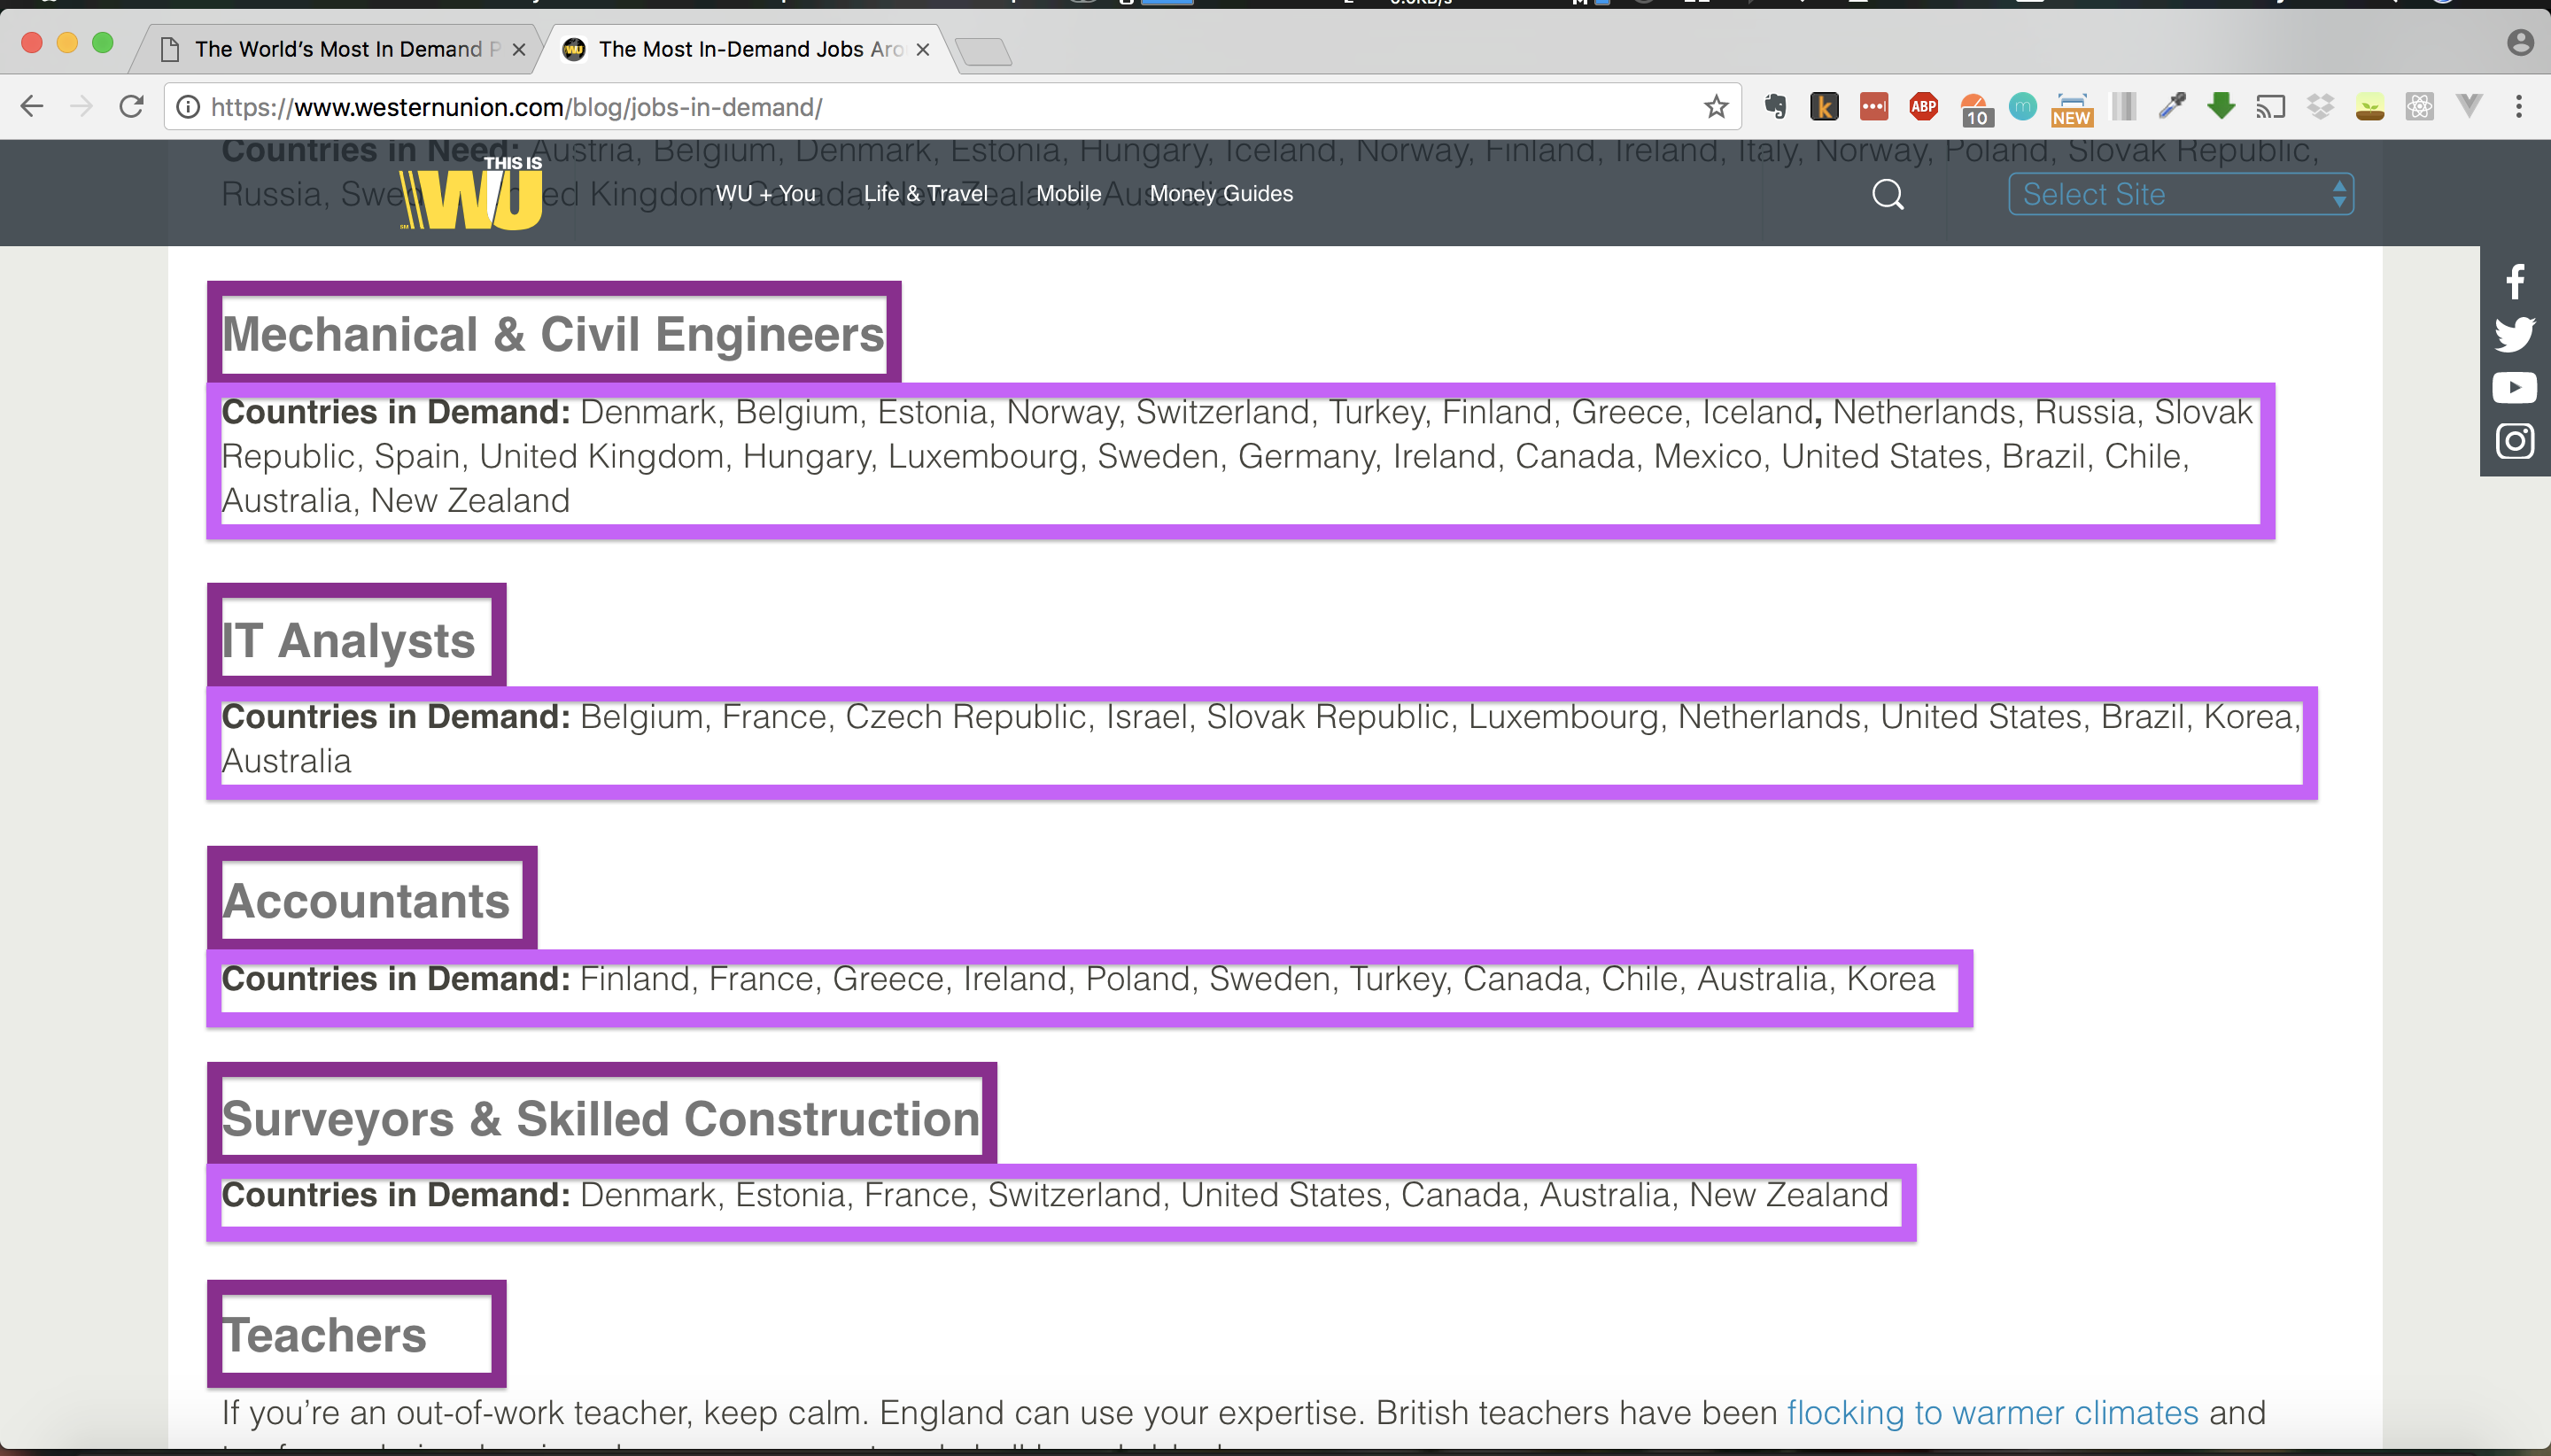 The World's Most In Demand P
The Most In-Demand Jobs Aro
https://www.westernunion.com/blog/jobs-in-demand/
k
ABP
10
m
NEW
Countries in Need: Austria, Belgium, Denmark, Estonia, Hungary, Iceland, Norway, Finland, Ireland, Italy, Norway, Poland, Slovak Republic,
Russia, Swe ed Kingdom, Canada, New Zealand, Australia
THIS IS
WU
WU + You Life & Travel Mobile Money Guides
Select Site
Mechanical & Civil Engineers
Countries in Demand: Denmark, Belgium, Estonia, Norway, Switzerland, Turkey, Finland, Greece, Iceland, Netherlands, Russia, Slovak
Republic, Spain, United Kingdom, Hungary, Luxembourg, Sweden, Germany, Ireland, Canada, Mexico, United States, Brazil, Chile,
Australia, New Zealand
IT Analysts
Countries in Demand: Belgium, France, Czech Republic, Israel, Slovak Republic, Luxembourg, Netherlands, United States, Brazil, Korea,
Australia
Accountants
Countries in Demand: Finland, France, Greece, Ireland, Poland, Sweden, Turkey, Canada, Chile, Australia, Korea
Surveyors & Skilled Construction
Countries in Demand: Denmark, Estonia, France, Switzerland, United States, Canada, Australia, New Zealand
Teachers
If you're an out-of-work teacher, keep calm. England can use your expertise. British teachers have been flocking to warmer climates and